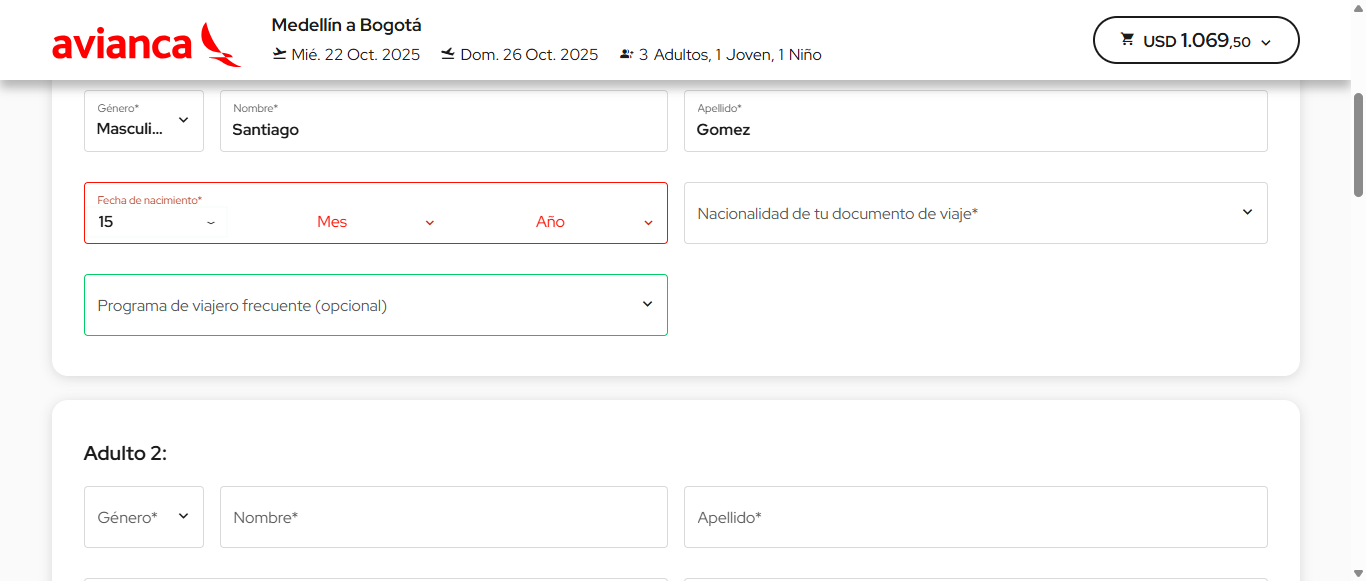 avianca
Medellín a Bogotá
Mié. 22 Oct. 2025 Dom. 26 Oct. 2025 3 Adultos, 1 Joven, 1 Niño
USD 1.069,50
Género* Nombre* Apellido*
Masculi... Santiago Gomez
Fecha de nacimiento*
15 Mes Año
Nacionalidad de tu documento de viaje*
Programa de viajero frecuente (opcional)
Adulto 2:
Género* Nombre* Apellido*